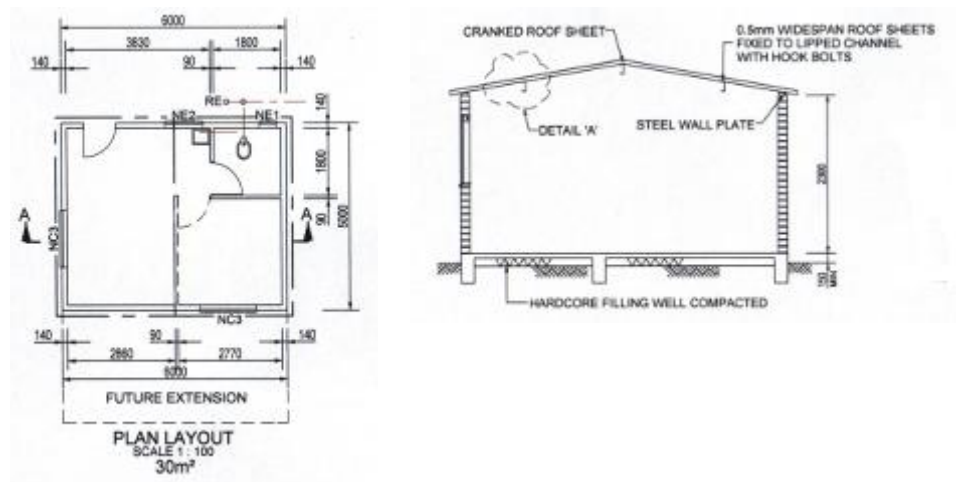 6000
3630
1800
140
90
140
RE
NE2
NE1
140
1800
90
5000
A
A
NC3
NC3
140
90
140
2860
2770
6000
FUTURE EXTENSION
PLAN LAYOUT
SCALE 1 : 100
30m²
CRANKED ROOF SHEET
0.5mm WIDESPAN ROOF SHEETS
FIXED TO LIPPED CHANNEL
WITH HOOK BOLTS
DETAIL 'A'
STEEL WALL PLATE
2300
150
MIN
HARDCORE FILLING WELL COMPACTED